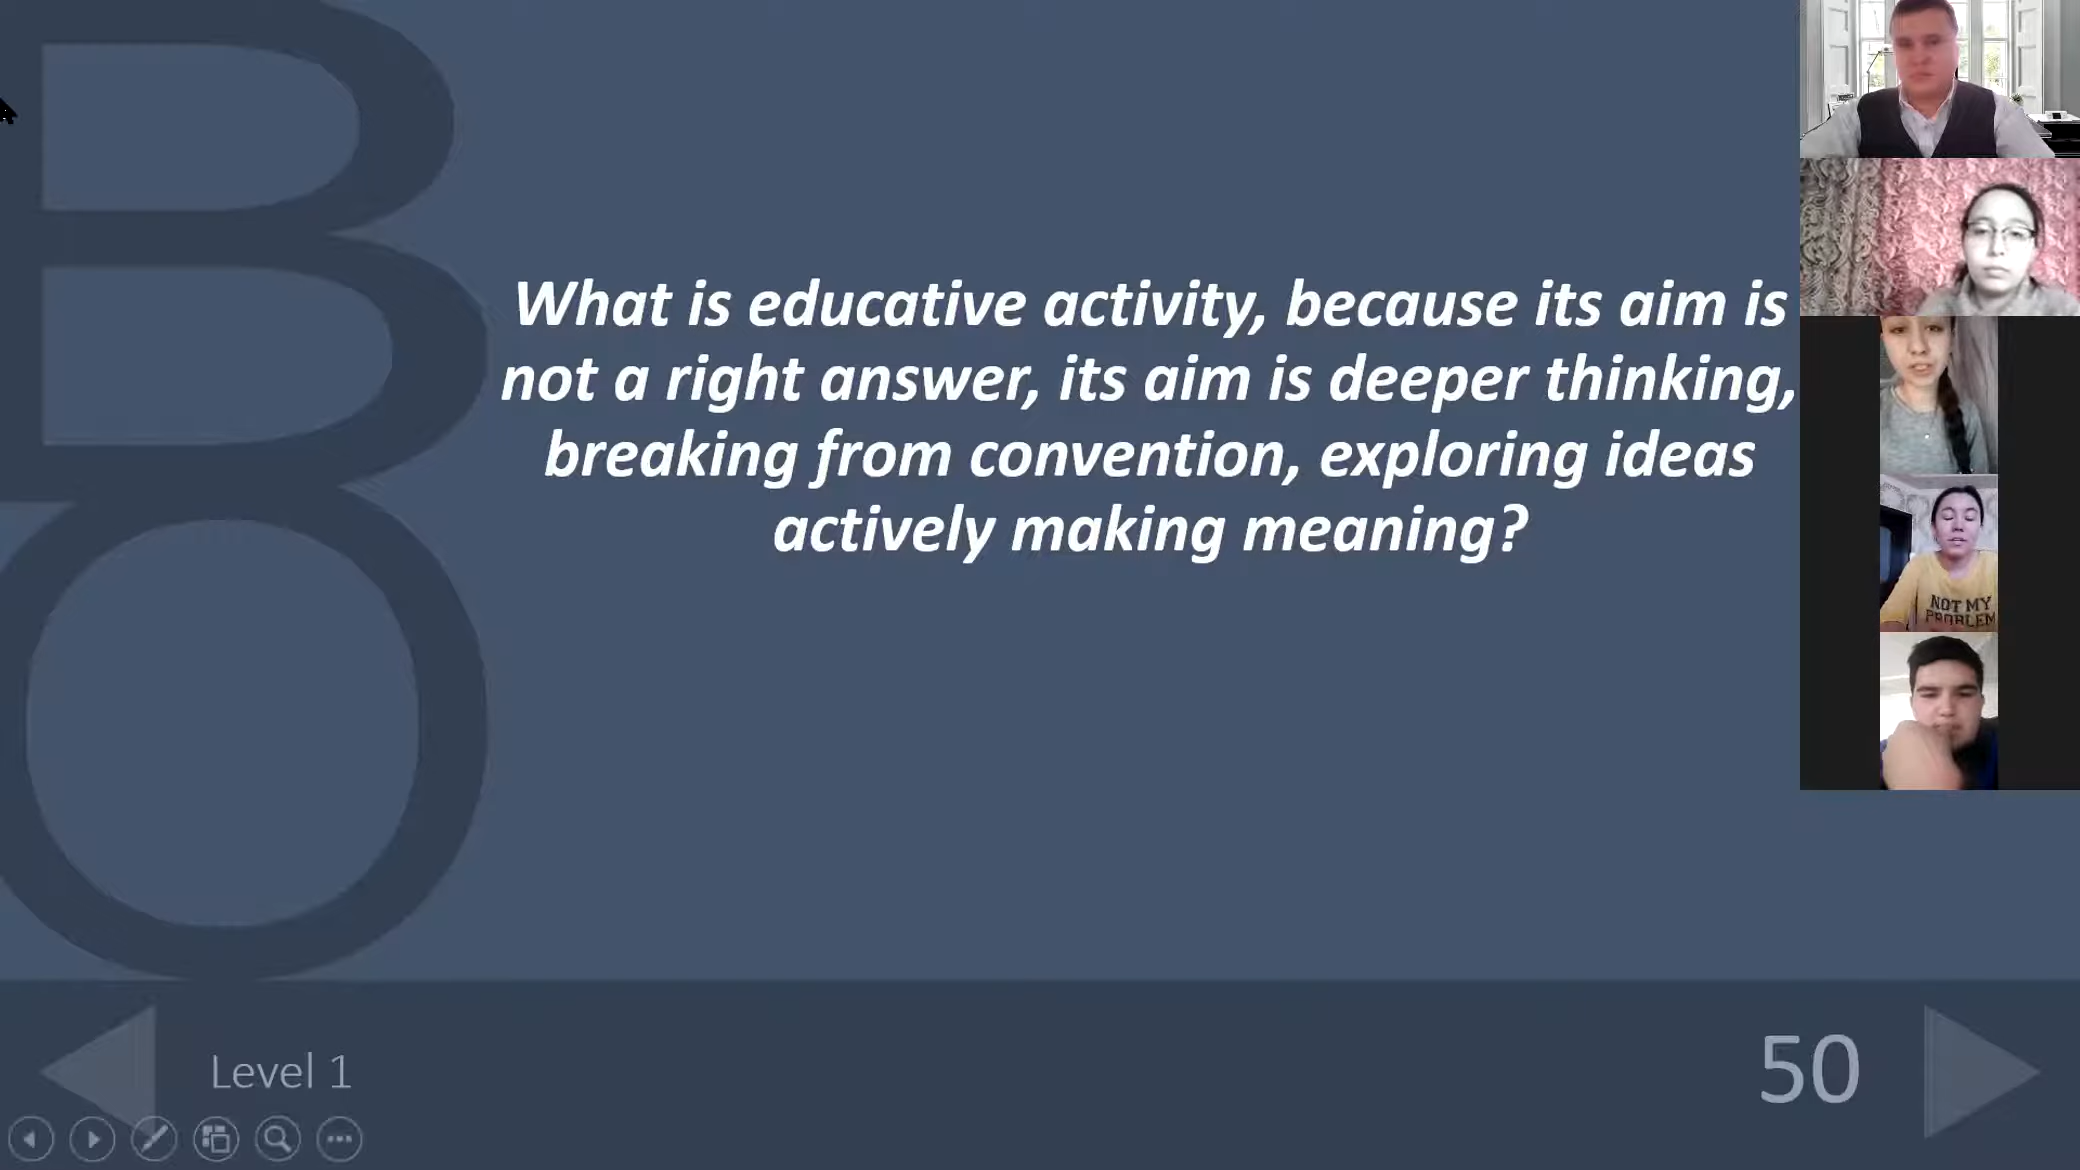 What is educative activity, because its aim is
not a right answer, its aim is deeper thinking,
breaking from convention, exploring ideas
actively making meaning?
NOT MY
PROBLEM
Level 1
50